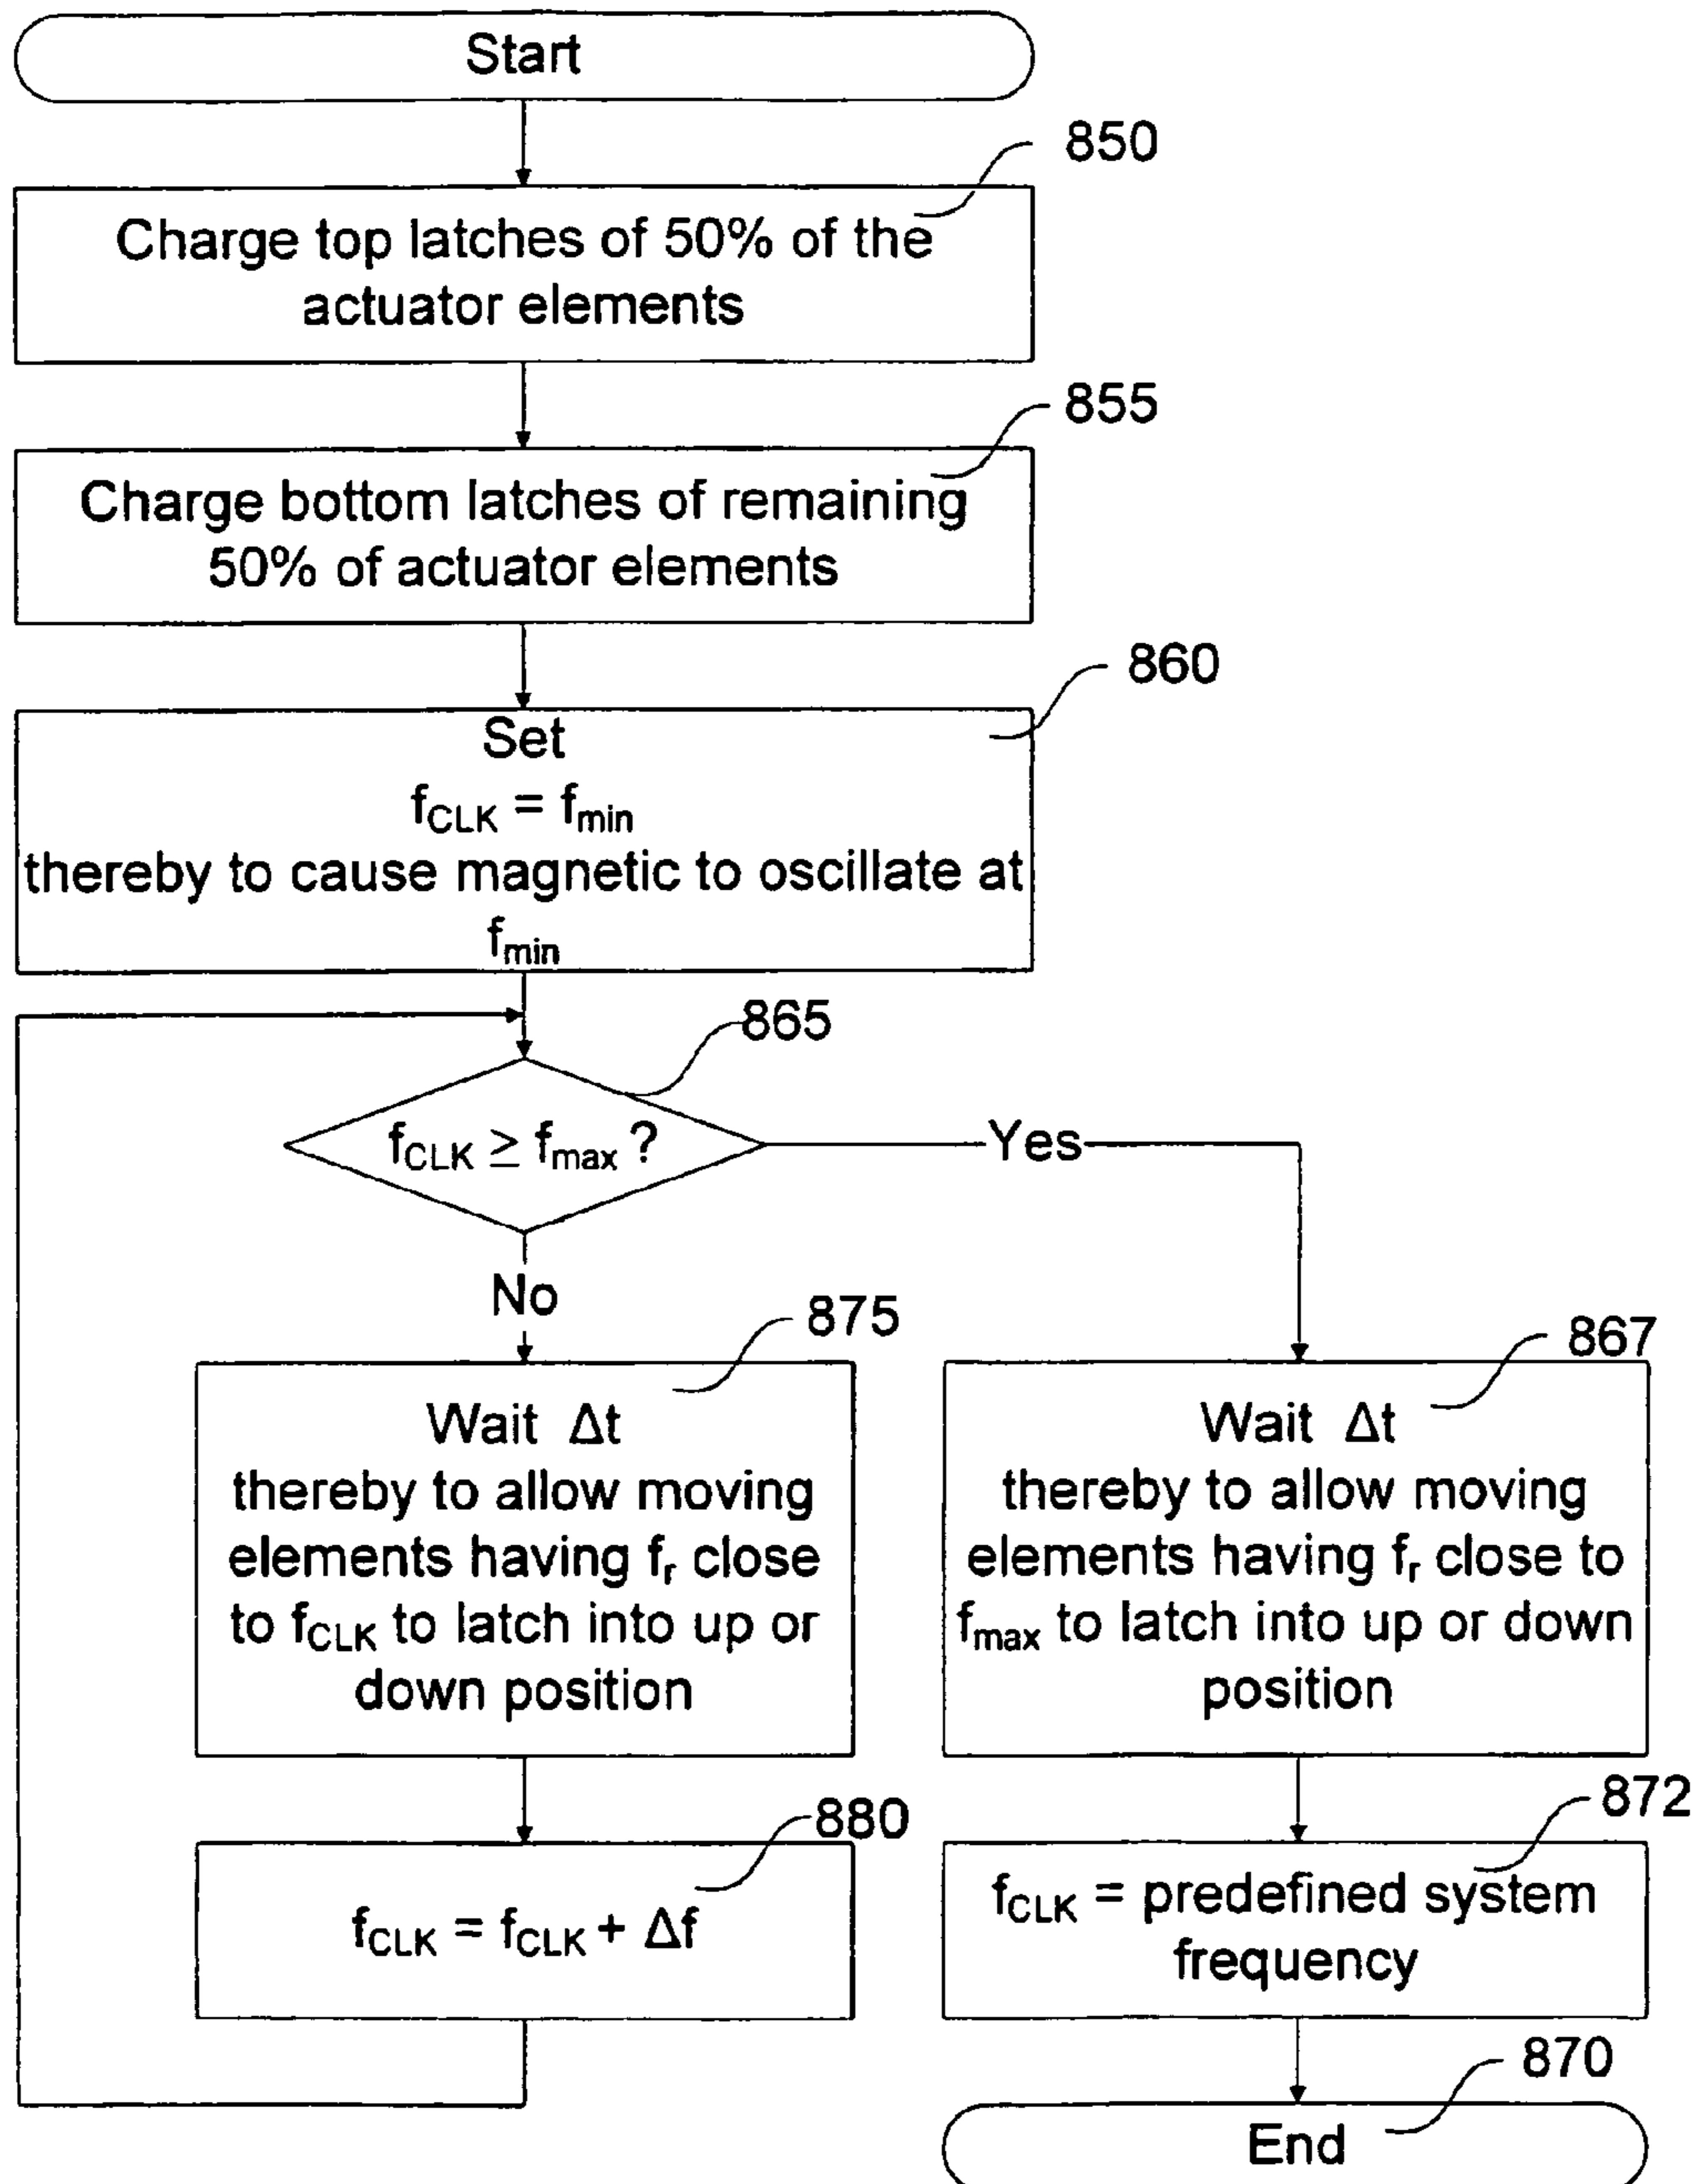 Start
850
Charge top latches of 50% of the
actuator elements
855
Charge bottom latches of remaining
50% of actuator elements
860
Set
fCLK = fmin
thereby to cause magnetic to oscillate at
fmin
865
fCLK ≥ fmax ?
Yes
No
875
Wait Δt
thereby to allow moving
elements having fr close
to fCLK to latch into up or
down position
867
Wait Δt
thereby to allow moving
elements having fr close to
fmax to latch into up or down
position
880
fCLK = fCLK + Δf
872
fCLK = predefined system
frequency
870
End